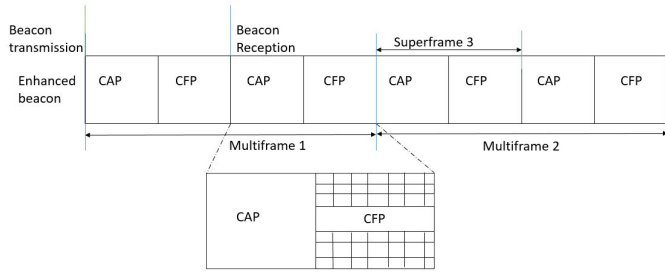 Beacon
transmission
Beacon
Reception
Superframe 3
Enhanced
beacon
CAP
CFP
CAP
CFP
CAP
CFP
CAP
CFP
Multiframe 1
Multiframe 2
CAP
CFP